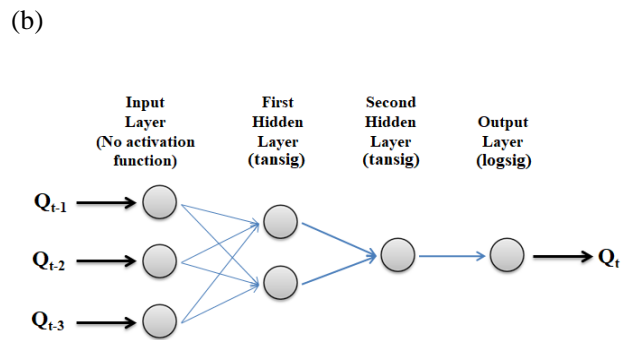 (b)
Input
Layer
(No activation
function)
First
Hidden
Layer
(tansig)
Second
Hidden
Layer
(tansig)
Output
Layer
(logsig)
Qt-1
Qt-2
Qt-3
Qt